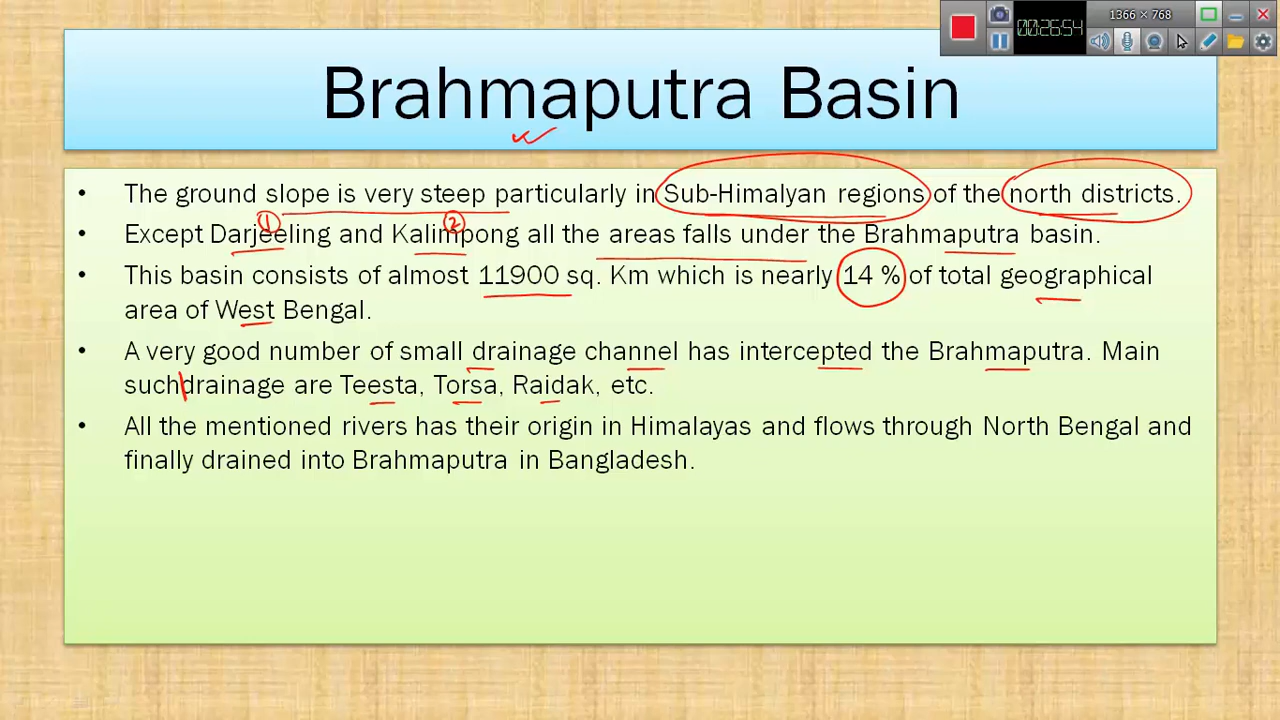 1366 x 768
00:26:54
Brahmaputra Basin
• The ground slope is very steep particularly in Sub-Himalyan regions of the north districts.
1 2
• Except Darjeeling and Kalimpong all the areas falls under the Brahmaputra basin.
• This basin consists of almost 11900 sq. Km which is nearly 14 % of total geographical
area of West Bengal.
• A very good number of small drainage channel has intercepted the Brahmaputra. Main
such drainage are Teesta, Torsa, Raidak, etc.
• All the mentioned rivers has their origin in Himalayas and flows through North Bengal and
finally drained into Brahmaputra in Bangladesh.